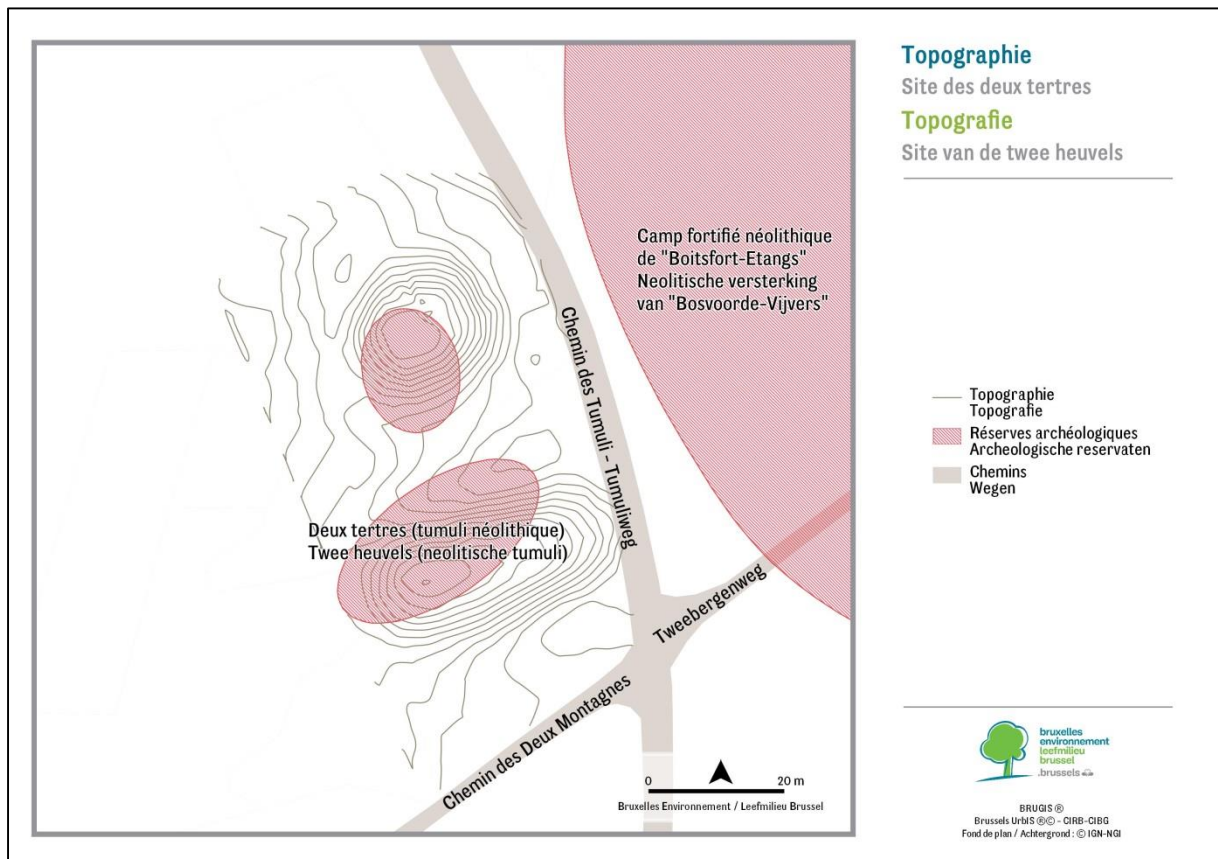 Topographie
Site des deux tertres
Topografie
Site van de twee heuvels
Camp fortifié néolithique
de "Boitsfort-Etangs"
Neolitische versterking
van "Bosvoorde-Vijvers"
Chemin des Tumuli - Tumuliweg
Deux tertres (tumuli néolithique)
Twee heuvels (neolitische tumuli)
Tweebergenweg
Chemin des Deux Montagnes
0 20 m
Bruxelles Environnement / Leefmilieu Brussel
Topographie
Topografie
Réserves archéologiques
Archeologische reservaten
Chemins
Wegen
bruxelles
environnement
leefmilieu
brussel
.brussels
BRUGIS ®
Brussels UrbIS ®© - CIRB-CIBG
Fond de plan / Achtergrond : © IGN-NGI